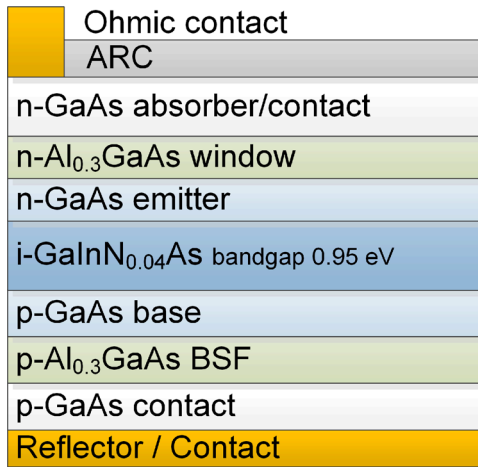 Ohmic contact
ARC
n-GaAs absorber/contact
n-Al₀.₃GaAs window
n-GaAs emitter
i-GaInN₀.₀₄As bandgap 0.95 eV
p-GaAs base
p-Al₀.₃GaAs BSF
p-GaAs contact
Reflector / Contact